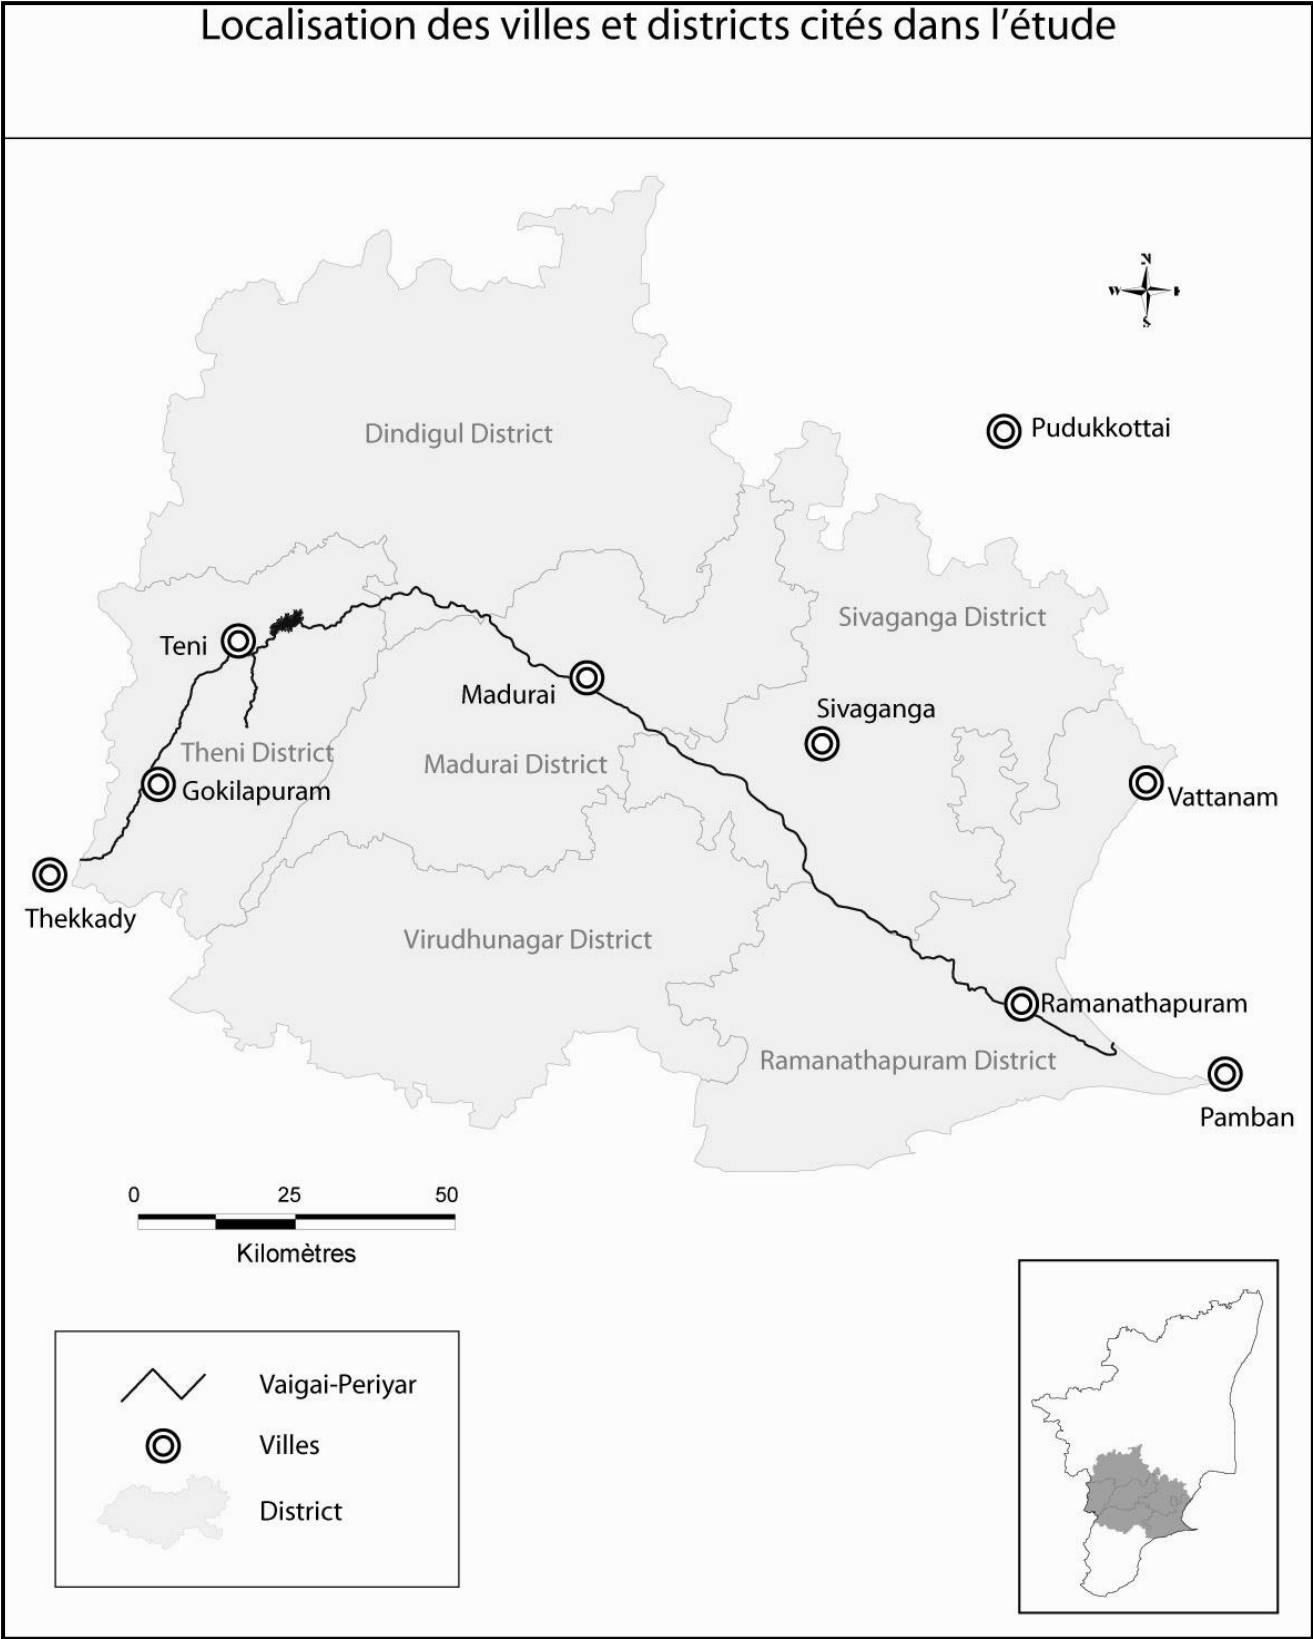 Localisation des villes et districts cités dans l'étude
N
W
S
Pudukkottai
Dindigul District
Sivaganga District
Teni
Madurai
Sivaganga
Theni District
Madurai District
Gokilapuram
Vattanam
Thekkady
Virudhunagar District
Ramanathapuram
Ramanathapuram District
Pamban
0 25 50
Kilomètres
Vaigai-Periyar
Villes
District